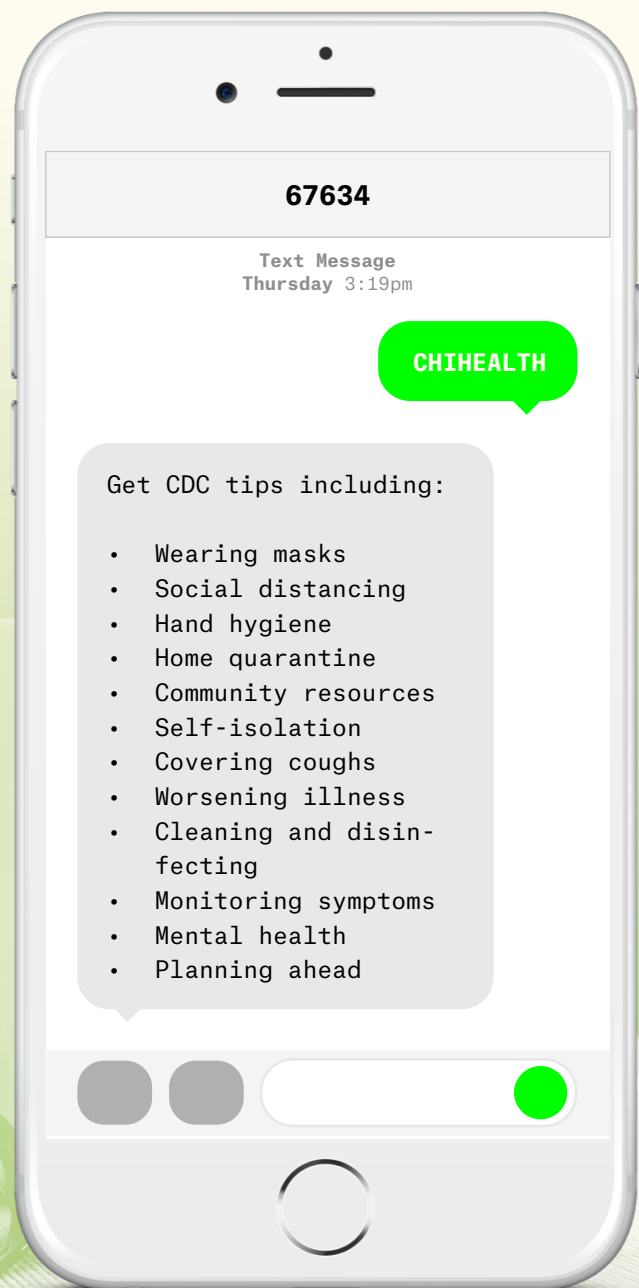 67634
Text Message
Thursday 3:19pm
CHIHEALTH
Get CDC tips including:
• Wearing masks
• Social distancing
• Hand hygiene
• Home quarantine
• Community resources
• Self-isolation
• Covering coughs
• Worsening illness
• Cleaning and disin-
fecting
• Monitoring symptoms
• Mental health
• Planning ahead